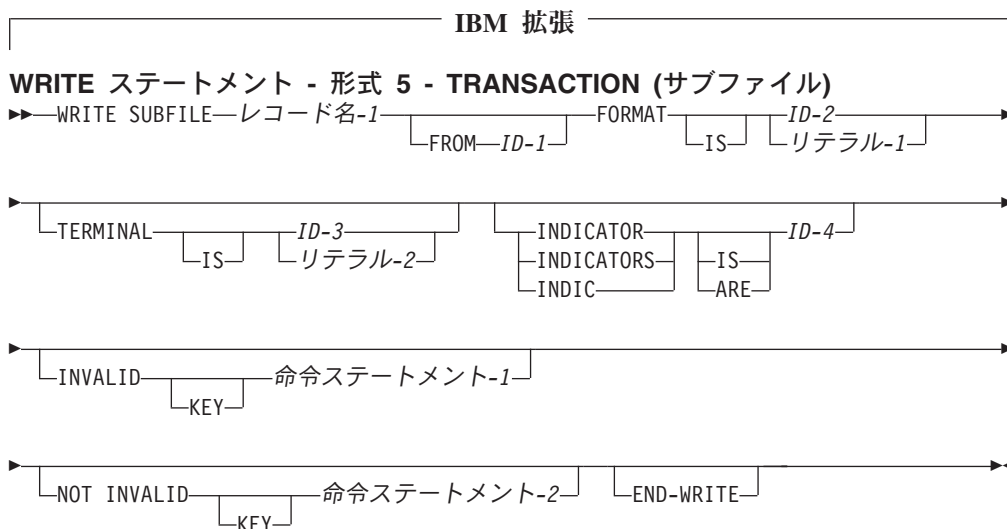 IBM 拡張
WRITE ステートメント - 形式 5 - TRANSACTION (サブファイル)
WRITE SUBFILE レコード名-1 FORMAT ID-2
FROM ID-1 IS リテラル-1
TERMINAL ID-3 INDICATOR ID-4
IS リテラル-2 INDICATORS IS
INDIC ARE
INVALID 命令ステートメント-1
KEY
NOT INVALID 命令ステートメント-2 END-WRITE
KEY